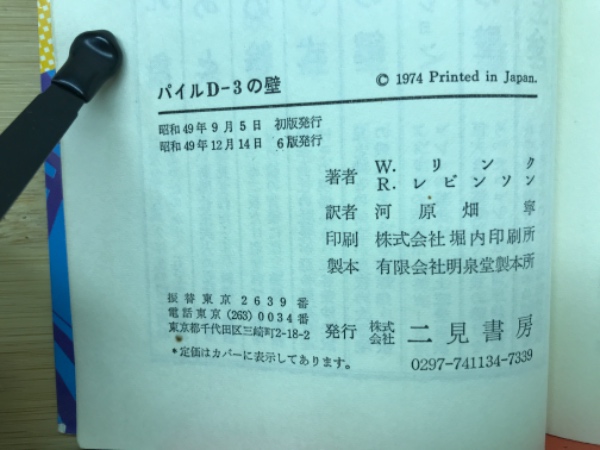 パイルD-3の壁
© 1974 Printed in Japan.
昭和49年9月5日 初版発行
昭和49年12月14日 6版発行
著者 W. リンク
R. レビンソン
訳者 河原畑 寧
印刷 株式会社 堀内印刷所
製本 有限会社明泉堂製本所
振替東京2639番
電話東京(263)0034番
東京都千代田区三崎町2-18-2
発行 株式会社 二見書房
*定価はカバーに表示してあります。
0297-741134-7339